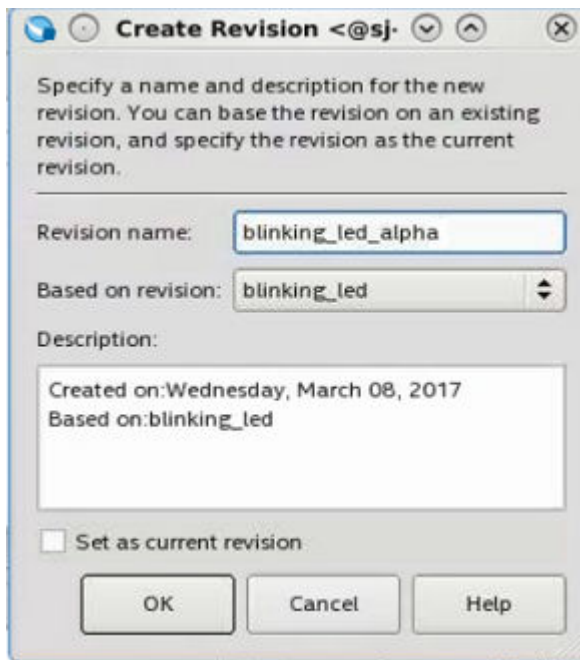 Create Revision <@sj-
Specify a name and description for the new
revision. You can base the revision on an existing
revision, and specify the revision as the current
revision.
Revision name: blinking_led_alpha
Based on revision: blinking_led
Description:
Created on:Wednesday, March 08, 2017
Based on:blinking_led
Set as current revision
OK Cancel Help